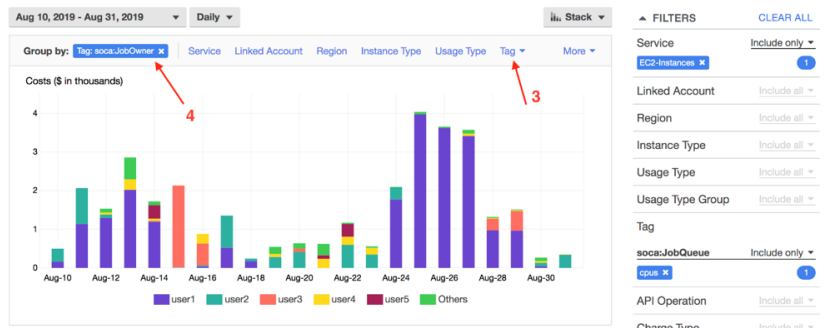 Aug 10, 2019 - Aug 31, 2019
Daily
Stack
Group by: Tag: soca:JobOwner × Service Linked Account Region Instance Type Usage Type Tag More
4
3
Costs ($ in thousands)
4
3
2
1
0
Aug-10 Aug-12 Aug-14 Aug-16 Aug-18 Aug-20 Aug-22 Aug-24 Aug-26 Aug-28 Aug-30
user1 user2 user3 user4 user5 Others
FILTERS CLEAR ALL
Service Include only
EC2-Instances × 1
Linked Account Include all
Region Include all
Instance Type Include all
Usage Type Include all
Usage Type Group Include all
Tag
soca:JobQueue Include only
cpus × 1
API Operation Include all
Charge Type Include all